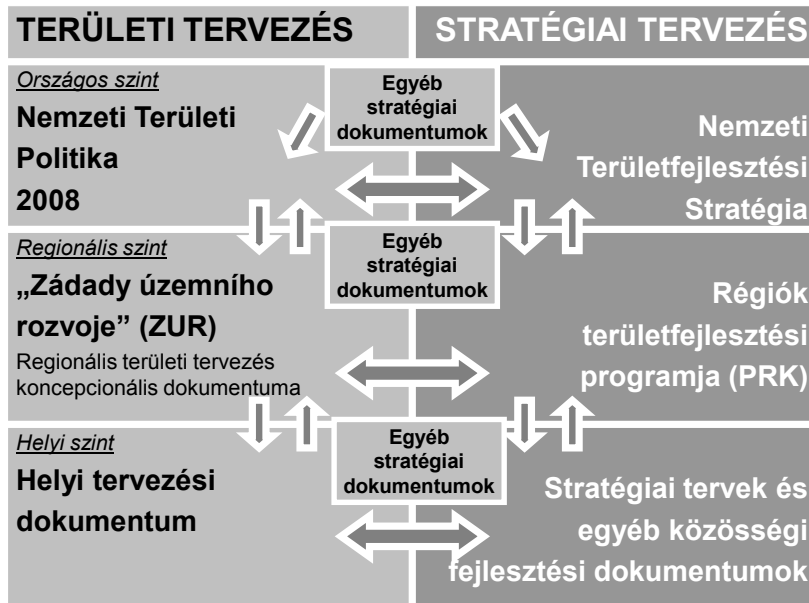 TERÜLETI TERVEZÉS
STRATÉGIAI TERVEZÉS
Országos szint
Nemzeti Területi
Politika
2008
Egyéb
stratégiai
dokumentumok
Nemzeti
Területfejlesztési
Stratégia
Regionális szint
„Zádady územního
rozvoje” (ZUR)
Regionális területi tervezés
koncepcionális dokumentuma
Egyéb
stratégiai
dokumentumok
Régiók
területfejlesztési
programja (PRK)
Helyi szint
Helyi tervezési
dokumentum
Egyéb
stratégiai
dokumentumok
Stratégiai tervek és
egyéb közösségi
fejlesztési dokumentumok